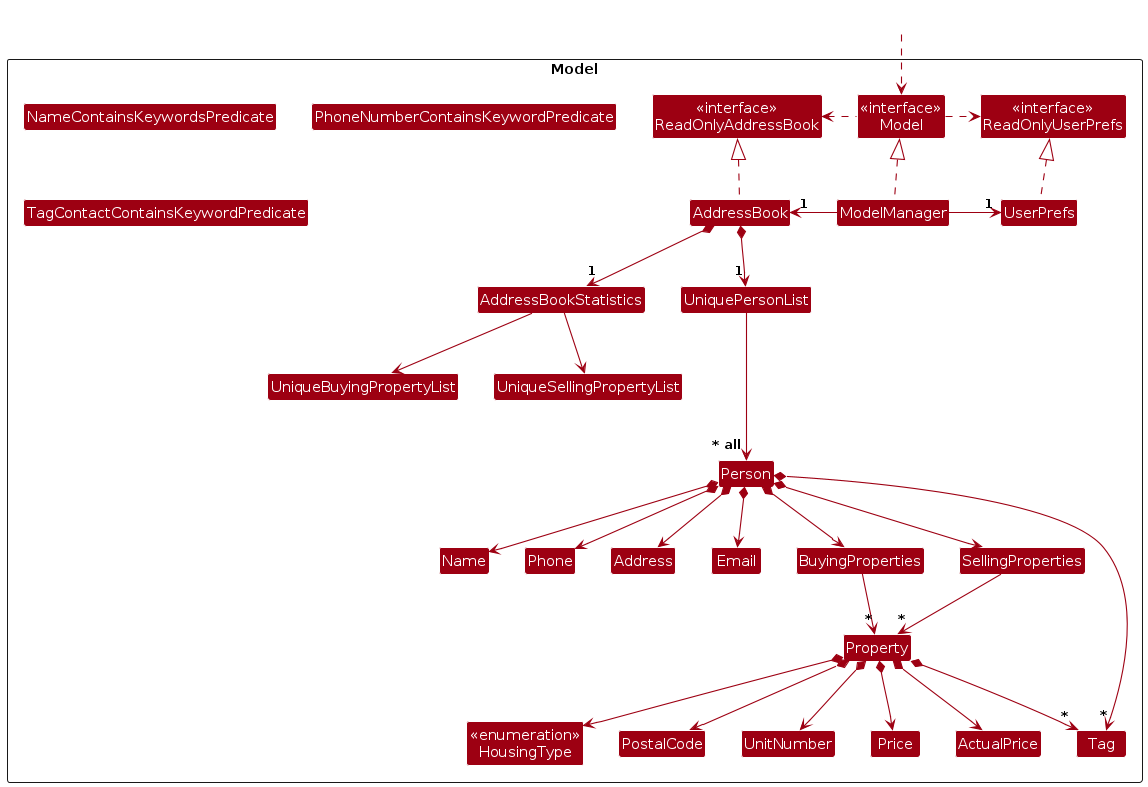 Model
NameContainsKeywordsPredicate
PhoneNumberContainsKeywordPredicate
«interface»
ReadOnlyAddressBook
«interface»
Model
«interface»
ReadOnlyUserPrefs
TagContactContainsKeywordPredicate
AddressBook
1
ModelManager
1
UserPrefs
1
1
AddressBookStatistics
UniquePersonList
UniqueBuyingPropertyList
UniqueSellingPropertyList
* all
Person
Name
Phone
Address
Email
BuyingProperties
SellingProperties
*
*
Property
*
*
«enumeration»
HousingType
PostalCode
UnitNumber
Price
ActualPrice
Tag